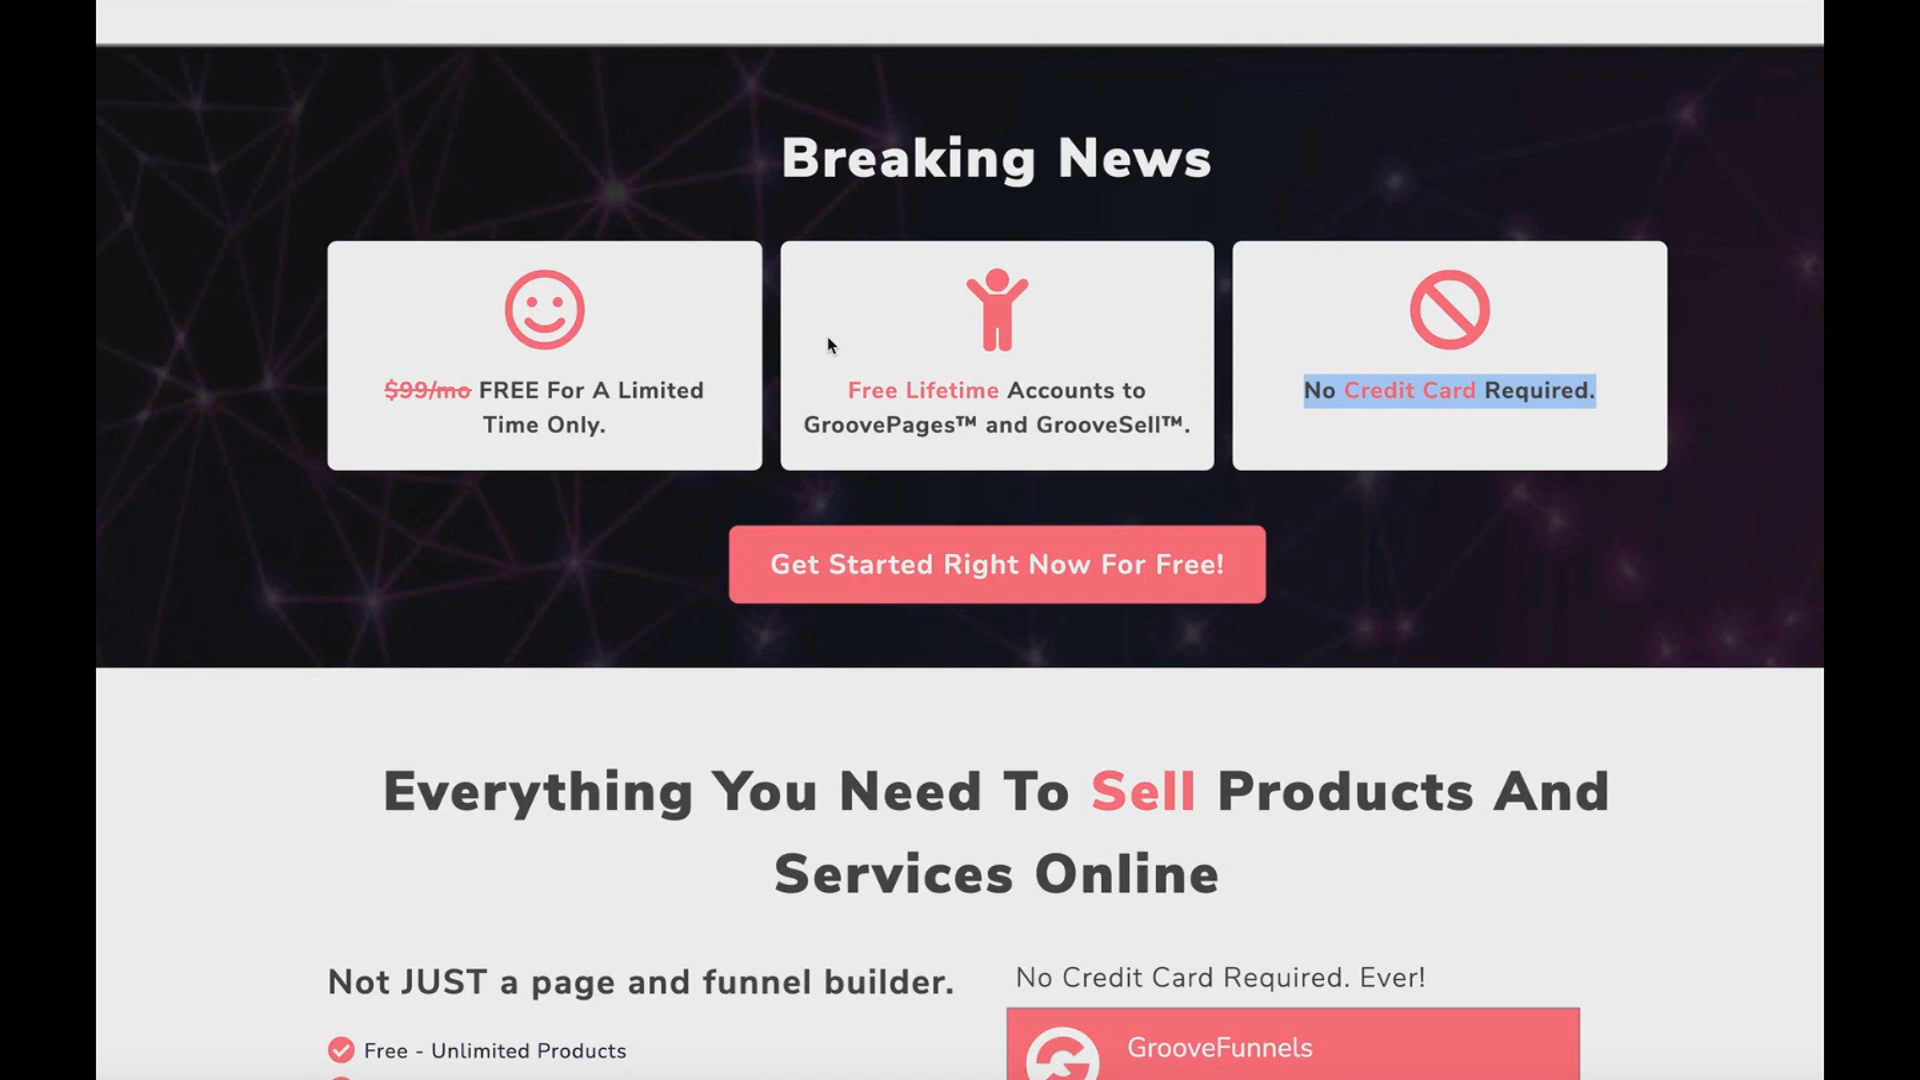 Breaking News
$99/mo FREE For A Limited
Time Only.
Free Lifetime Accounts to
GroovePages™ and GrooveSell™.
No Credit Card Required.
Get Started Right Now For Free!
Everything You Need To Sell Products And
Services Online
Not JUST a page and funnel builder.
Free - Unlimited Products
No Credit Card Required. Ever!
GrooveFunnels